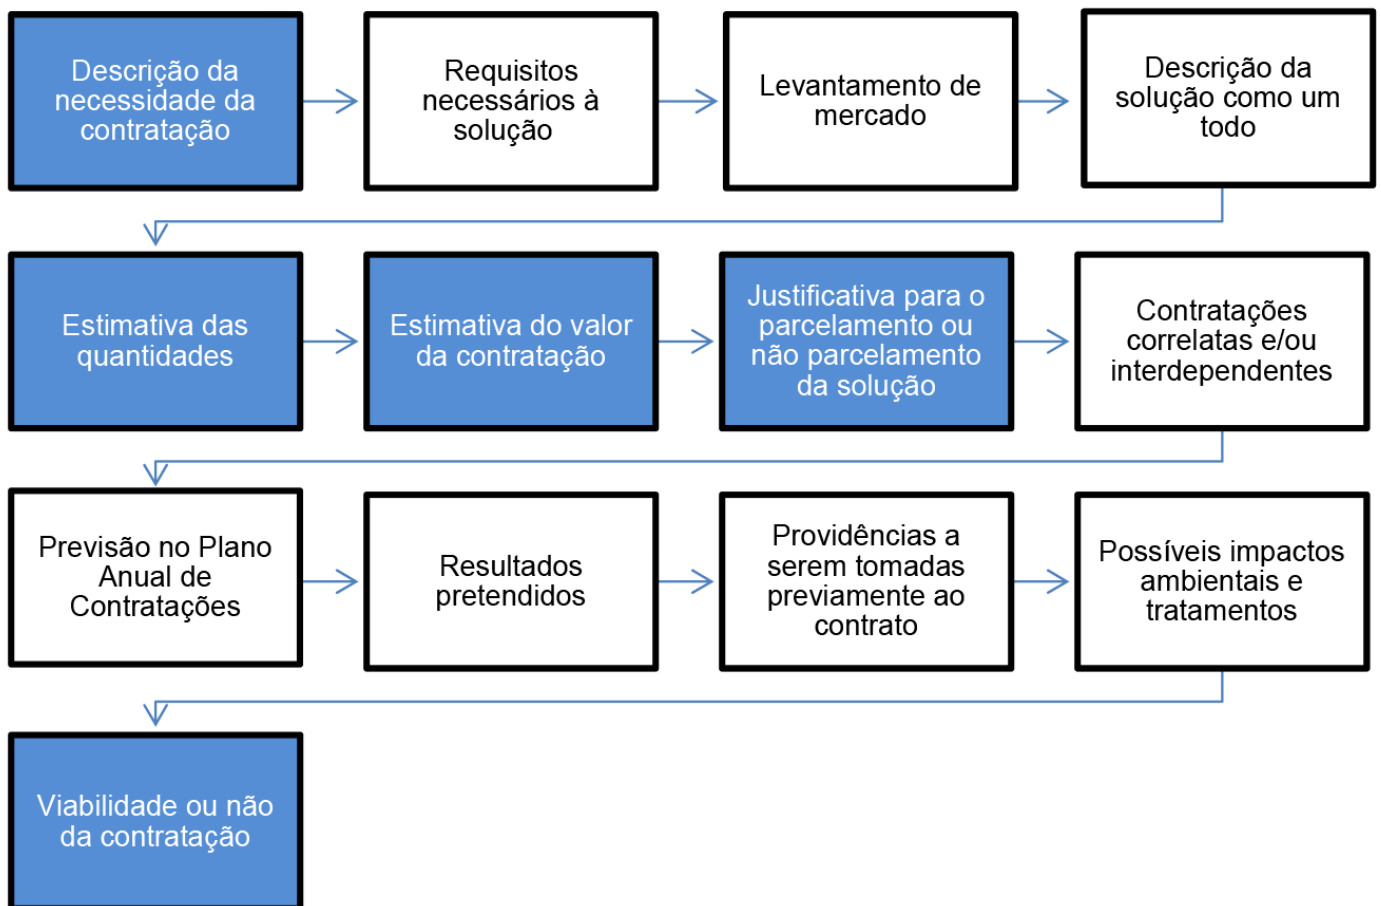 Descrição da
necessidade da
contratação
Requisitos
necessários à
solução
Levantamento de
mercado
Descrição da
solução como um
todo
Estimativa das
quantidades
Estimativa do valor
da contratação
Justificativa para o
parcelamento ou
não parcelamento
da solução
Contratações
correlatas e/ou
interdependentes
Previsão no Plano
Anual de
Contratações
Resultados
pretendidos
Providências a
serem tomadas
previamente ao
contrato
Possíveis impactos
ambientais e
tratamentos
Viabilidade ou não
da contratação